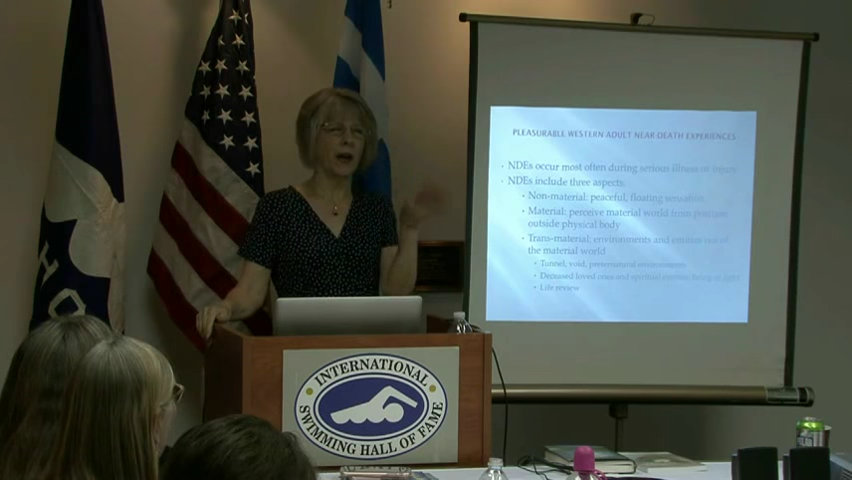 PLEASURABLE WESTERN ADULT NEAR DEATH EXPERIENCES
• NDEs occur most often during serious illness or injury
• NDEs include three aspects:
• Non-material: peaceful, floating sensation
• Material: perceive material world from position
outside physical body
• Trans-material: environments and entities not of
the material world
• Tunnel, void, preternatural environments
• Deceased loved ones and spiritual entities, being of light
• Life review
INTERNATIONAL
SWIMMING HALL OF FAME